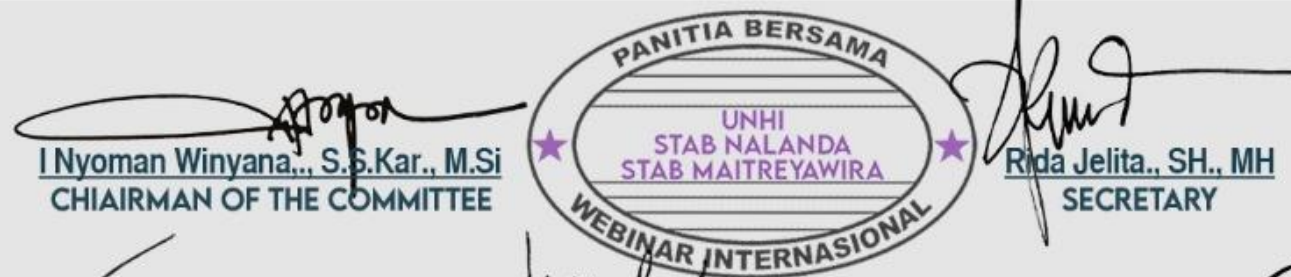 I Nyoman Winyana,., S.S.Kar., M.Si
CHIAIRMAN OF THE COMMITTEE
PANITIA BERSAMA
UNHI
STAB NALANDA
STAB MAITREYAWIRA
WEBINAR INTERNASIONAL
Rida Jelita., SH., MH
SECRETARY